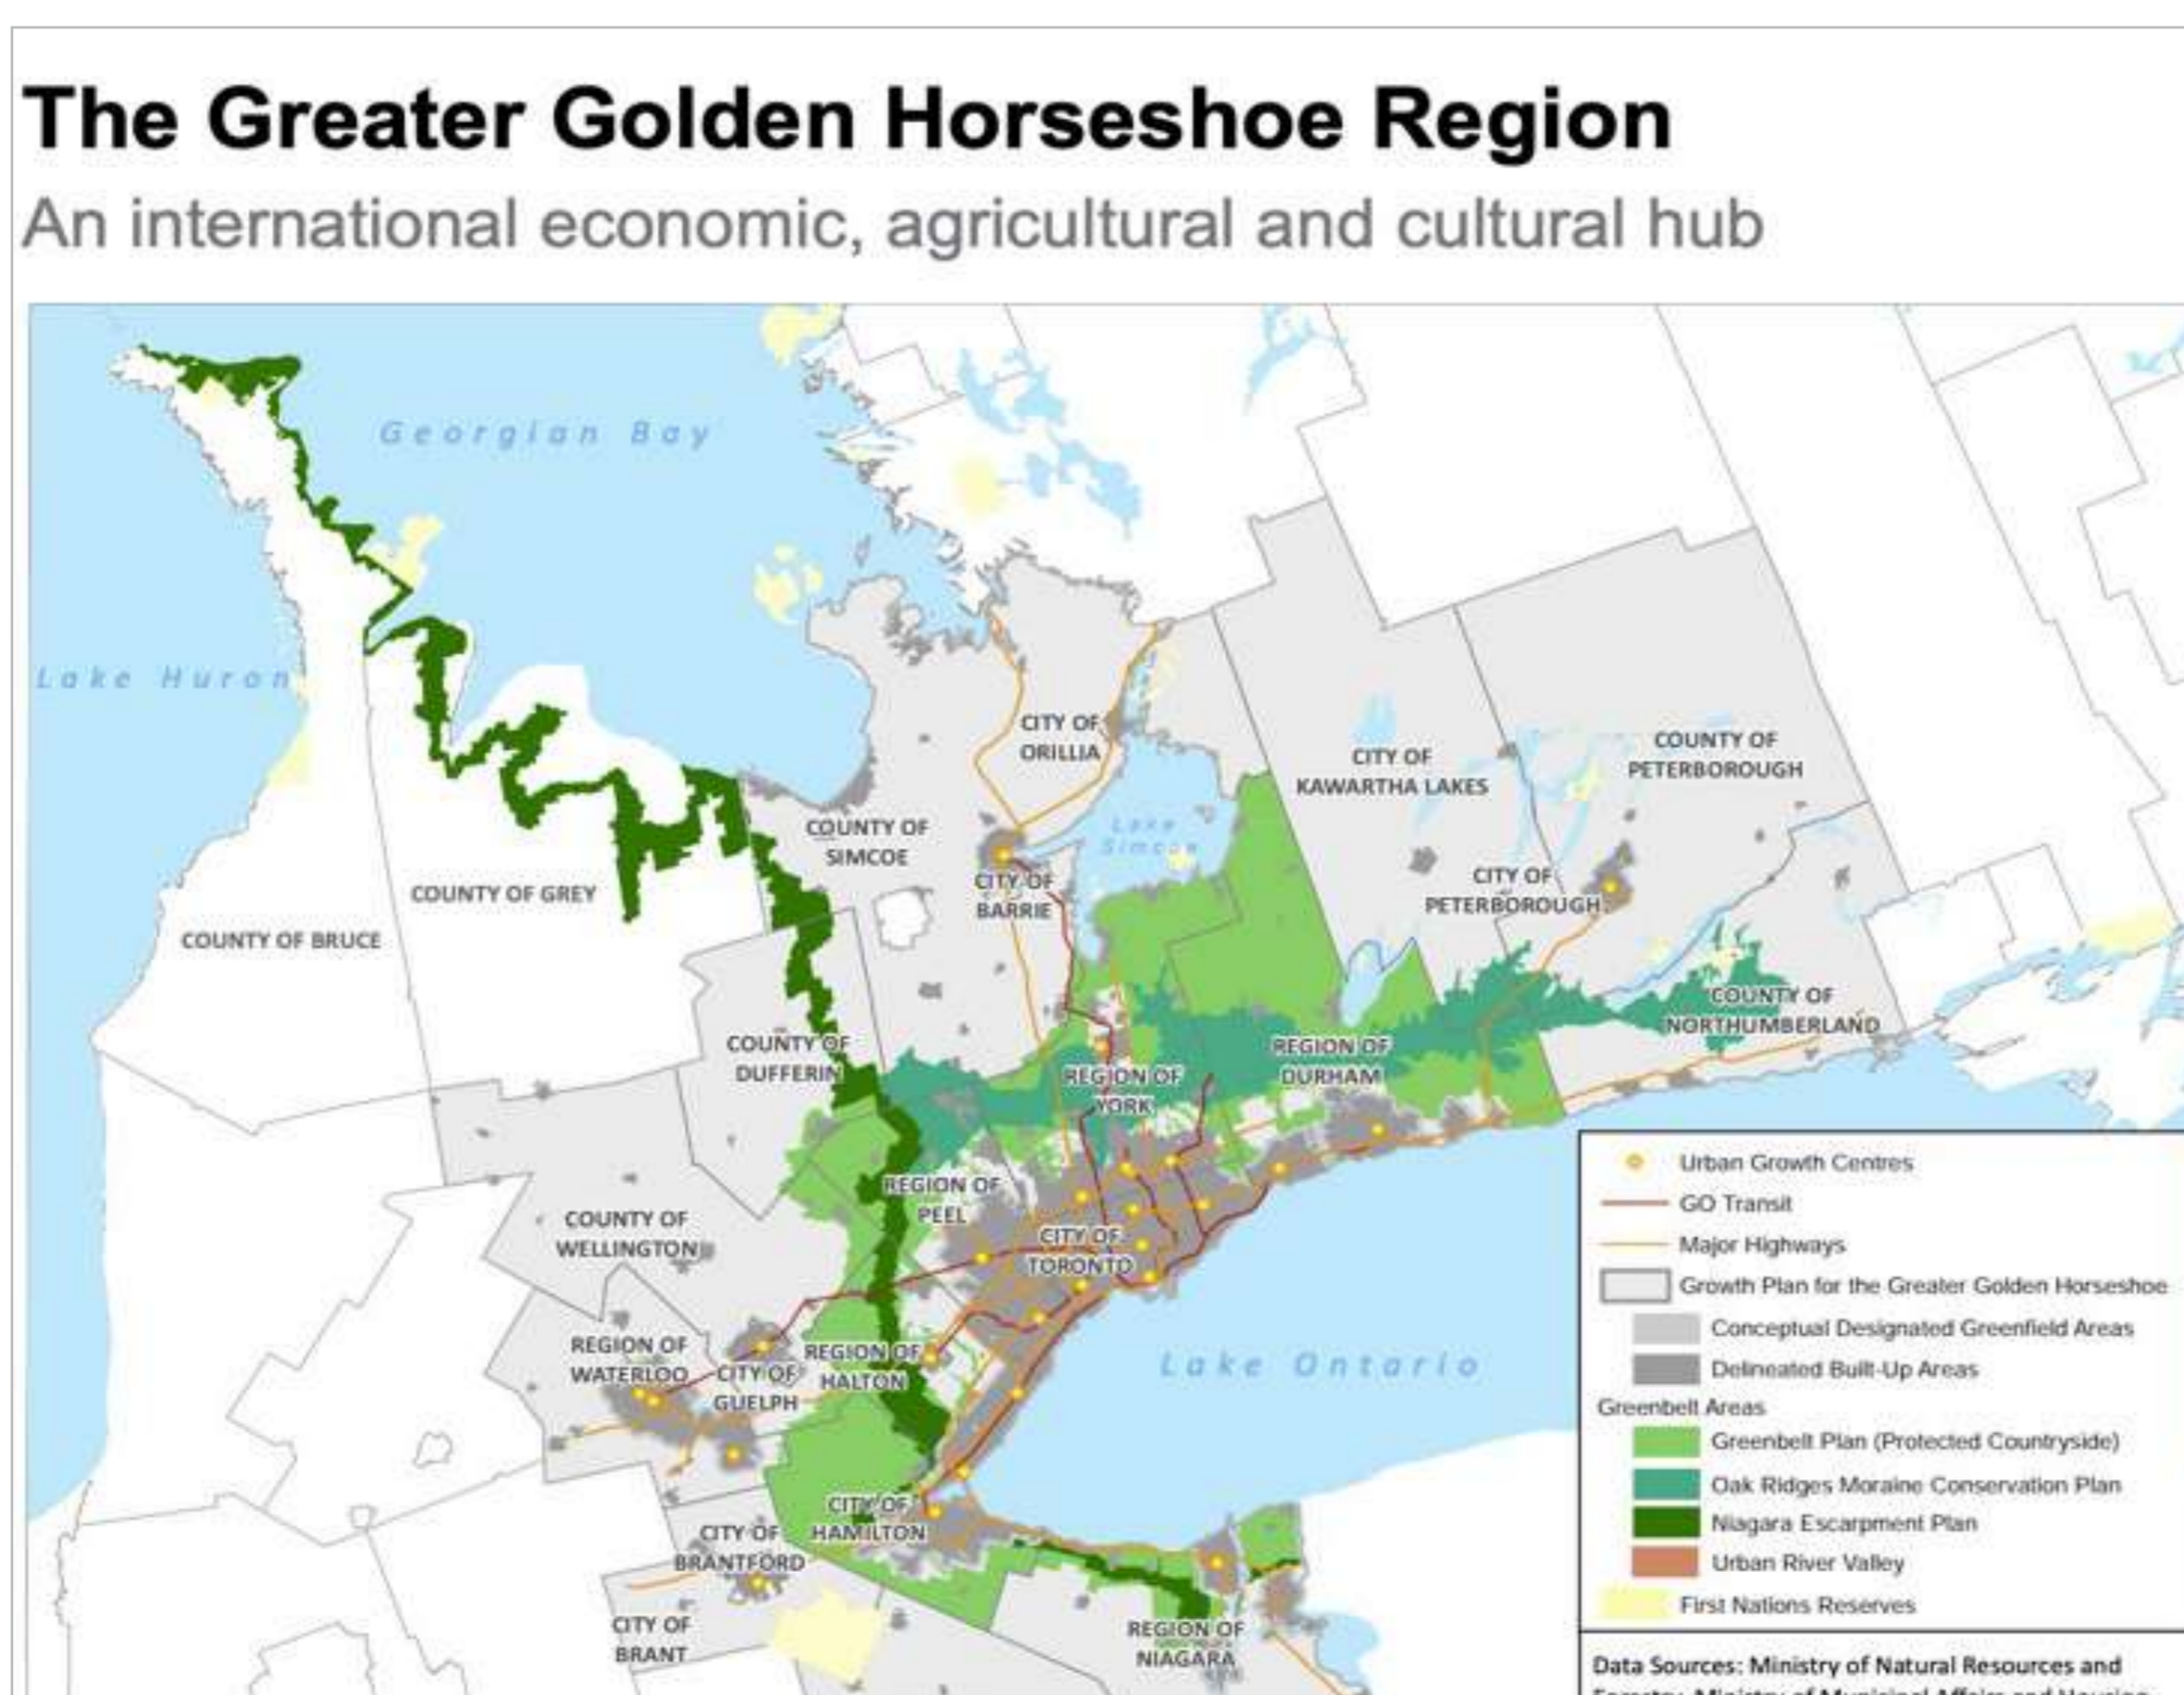 The Greater Golden Horseshoe Region
An international economic, agricultural and cultural hub
Georgian Bay
Lake Huron
CITY OF
ORILLIA
CITY OF
KAWARTHA LAKES
COUNTY OF
PETERBOROUGH
COUNTY OF
SIMCOE
Lake
Simcoe
CITY OF
BARRIE
CITY OF
PETERBOROUGH
COUNTY OF GREY
COUNTY OF BRUCE
COUNTY OF
NORTHUMBERLAND
COUNTY OF
DUFFERIN
REGION OF
YORK
REGION OF
DURHAM
REGION OF
PEEL
COUNTY OF
WELLINGTON
CITY OF
TORONTO
REGION OF
WATERLOO
CITY OF
GUELPH
REGION OF
HALTON
Lake Ontario
CITY OF
HAMILTON
CITY OF
BRANTFORD
CITY OF
BRANT
REGION OF
NIAGARA
Urban Growth Centres
GO Transit
Major Highways
Growth Plan for the Greater Golden Horseshoe
Conceptual Designated Greenfield Areas
Delineated Built-Up Areas
Greenbelt Areas
Greenbelt Plan (Protected Countryside)
Oak Ridges Moraine Conservation Plan
Niagara Escarpment Plan
Urban River Valley
First Nations Reserves
Data Sources: Ministry of Natural Resources and